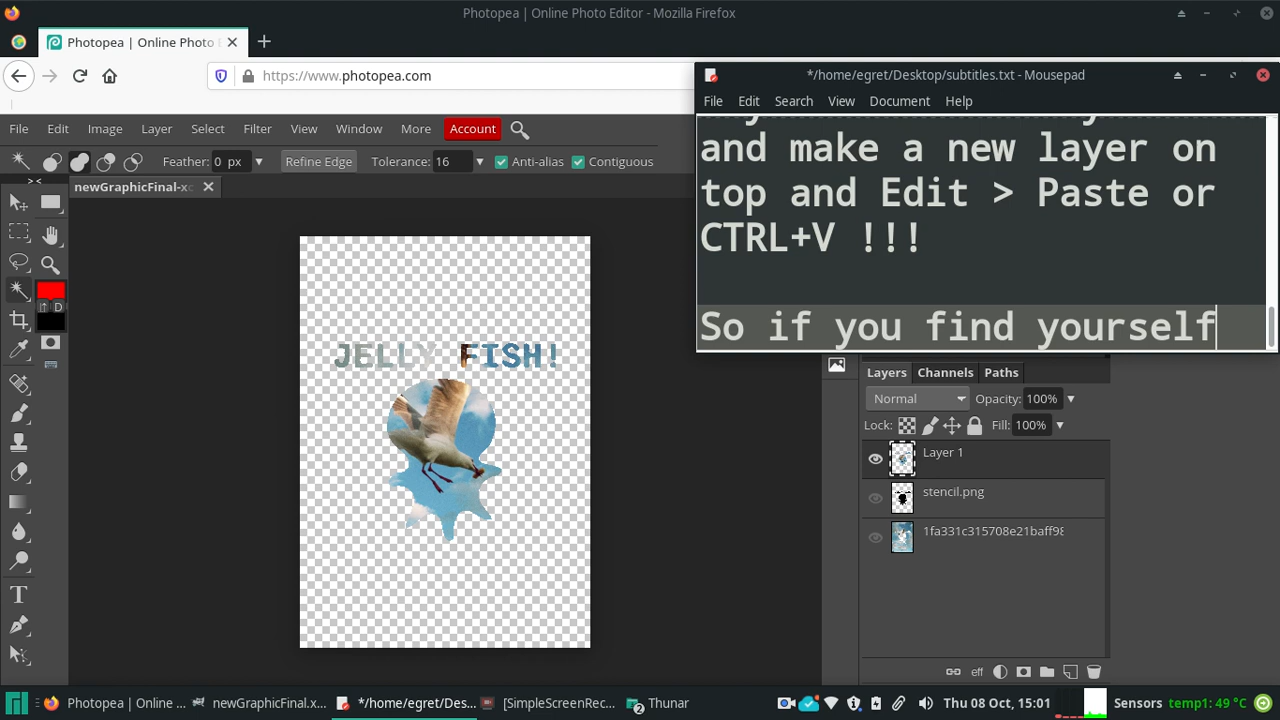 Photopea | Online Photo Editor - Mozilla Firefox
Photopea | Online Photo E
https://www.photopea.com
*/home/egret/Desktop/subtitles.txt - Mousepad
File Edit Search View Document Help
and make a new layer on
top and Edit > Paste or
CTRL+V !!!
So if you find yourself
File Edit Image Layer Select Filter View Window More Account
Feather: 0 px Refine Edge Tolerance: 16 Anti-alias Contiguous
> <
newGraphicFinal-xc
D
JELLY FISH!
Layers Channels Paths
Normal Opacity: 100%
Lock: Fill: 100%
Layer 1
stencil.png
1fa331c315708e21baff98
eff
Photopea | Online ...
newGraphicFinal.x...
*/home/egret/Des...
[SimpleScreenRec...
2 Thunar
Thu 08 Oct, 15:01
Sensors temp1: 49 °C